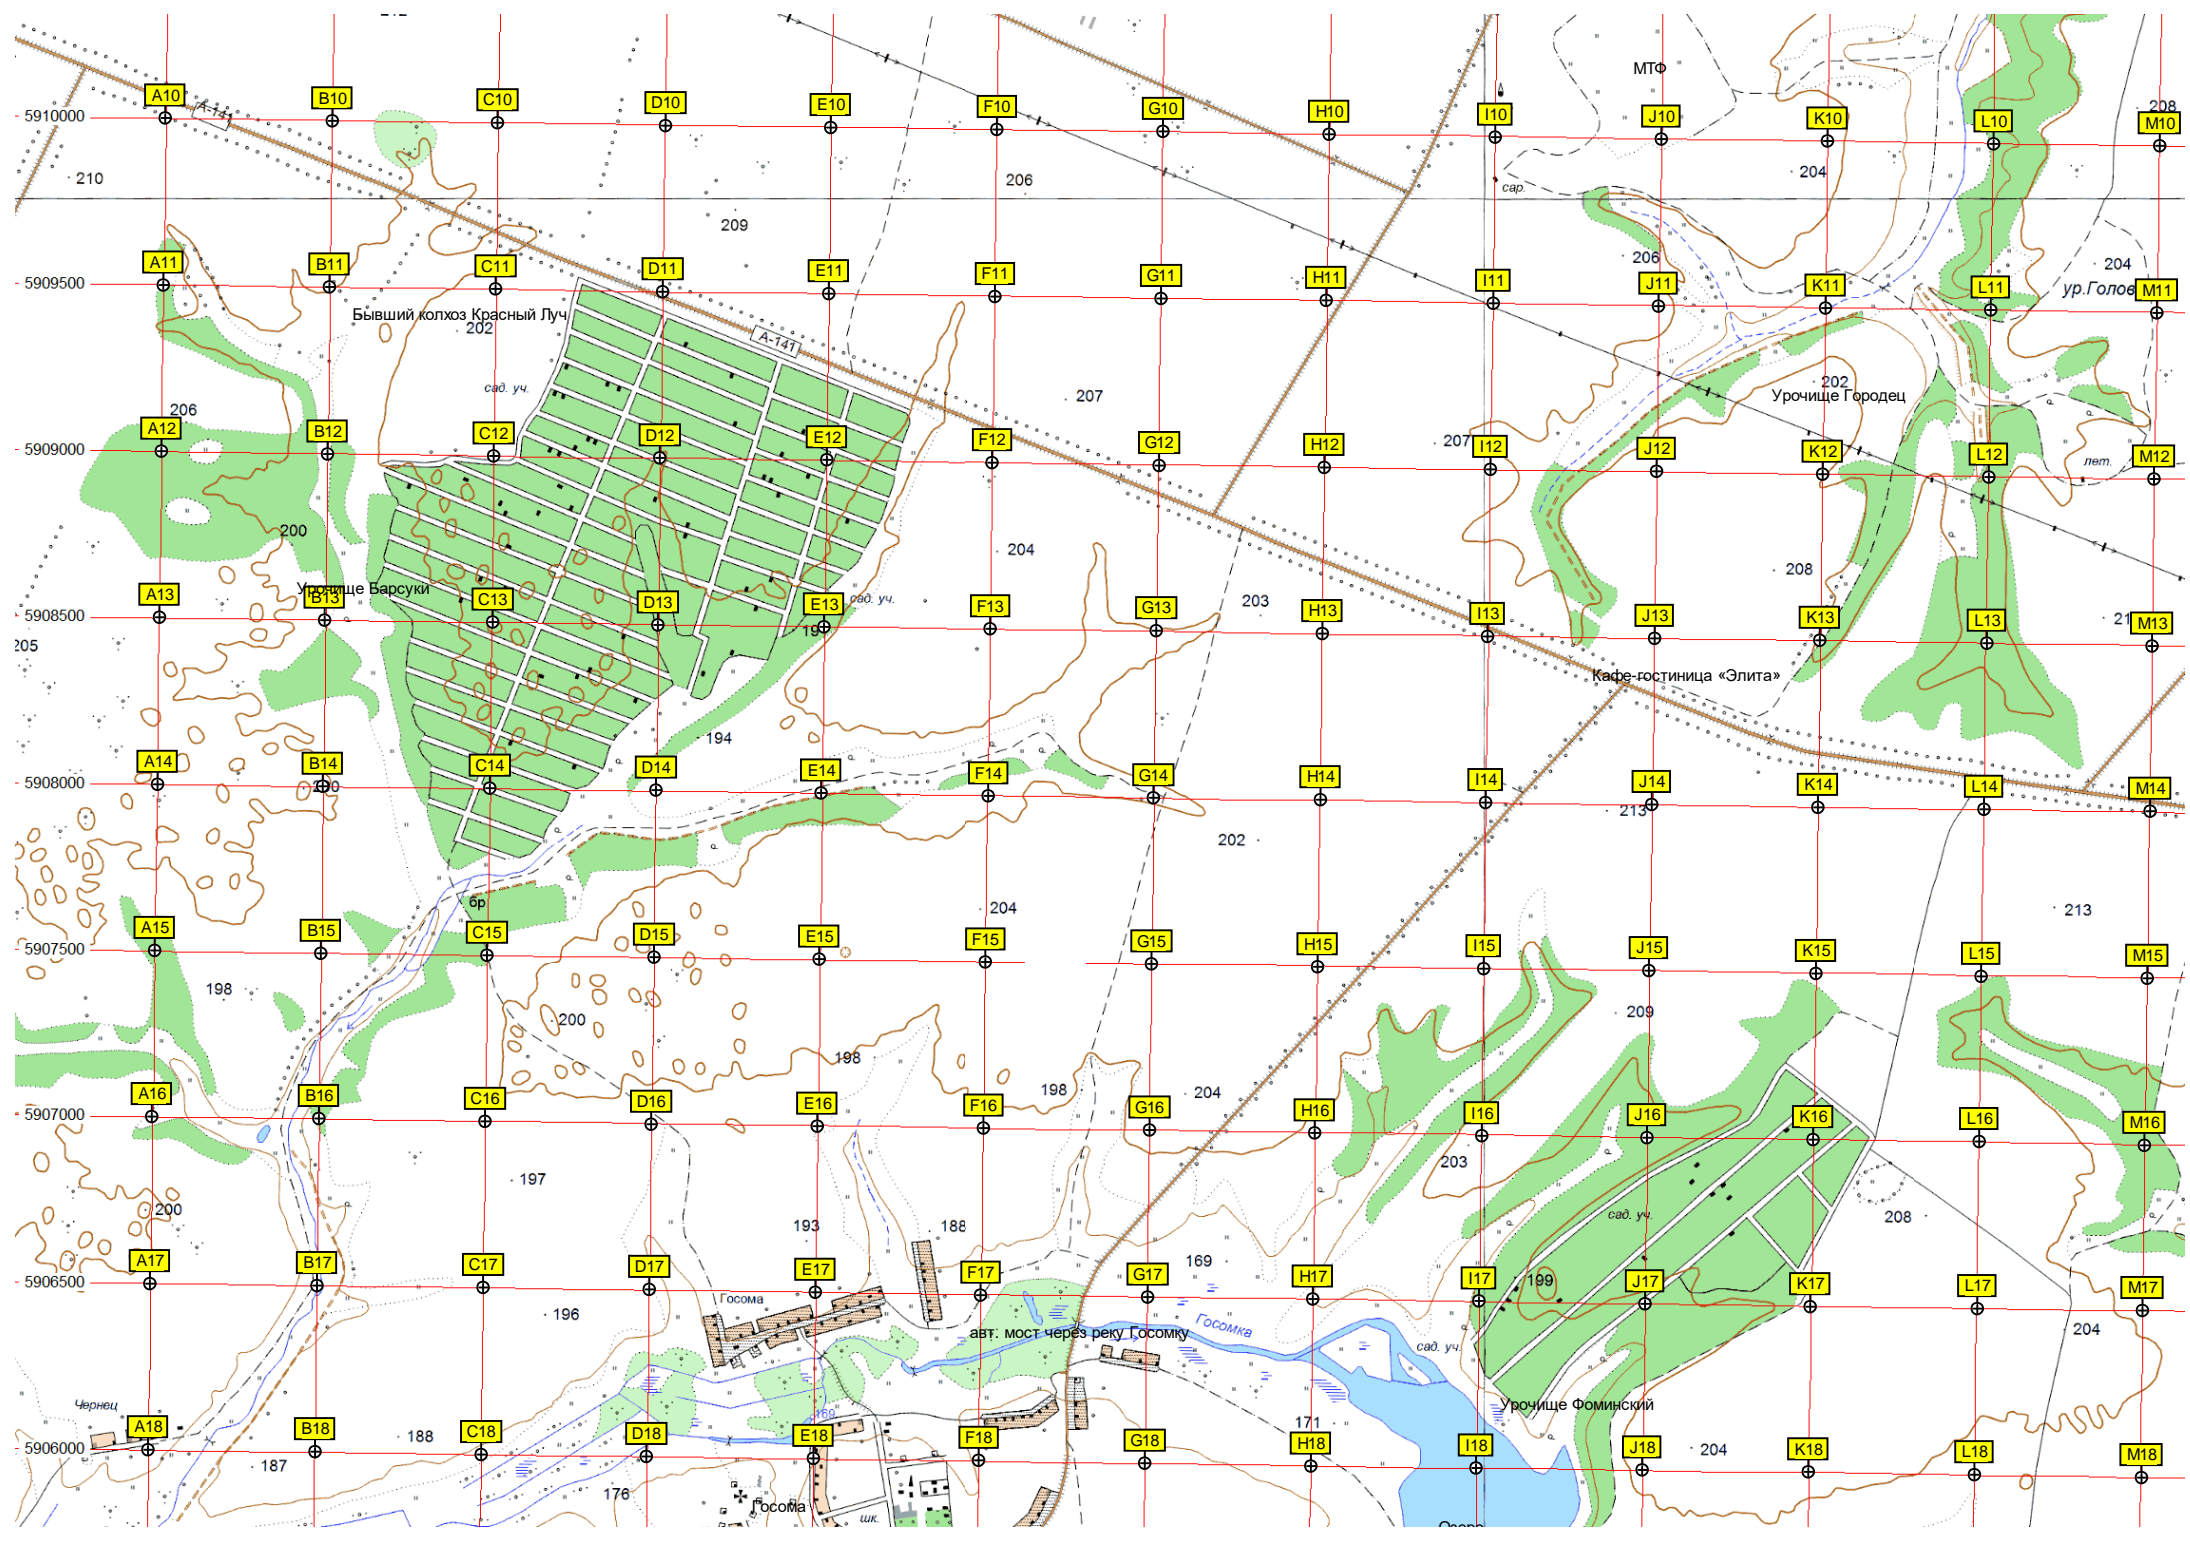 МТФ
A10 B10 C10 D10 E10 F10 G10 H10 I10 J10 K10 L10 M10
5910000
А-141
208
210
206
204
сар.
209
A11 B11 C11 D11 E11 F11 G11 H11 I11 J11 K11 L11 M11
5909500
206
204
ур.Голов
Бывший колхоз Красный Луч
202
А-141
сад. уч.
207
202
Урочище Городец
206
A12 B12 C12 D12 E12 F12 G12 H12 I12 J12 K12 L12 M12
5909000
207
лет.
200
204
208
Урочище Барсуки
сад. уч.
203
A13 B13 C13 D13 E13 F13 G13 H13 I13 J13 K13 L13 M13
5908500
205
Кафе-гостиница «Элита»
194
A14 B14 C14 D14 E14 F14 G14 H14 I14 J14 K14 L14 M14
5908000
213
202
бр
204
213
A15 B15 C15 D15 E15 F15 G15 H15 I15 J15 K15 L15 M15
5907500
198
200
209
198
198
204
A16 B16 C16 D16 E16 F16 G16 H16 I16 J16 K16 L16 M16
5907000
203
197
200
сад. уч.
208
193
188
169
A17 B17 C17 D17 E17 F17 G17 H17 I17 J17 K17 L17 M17
5906500
199
Госома
196
Госомка
авт. мост через реку Госомку
204
сад. уч.
Чернец
Урочище Фоминский
169
171
188
A18 B18 C18 D18 E18 F18 G18 H18 I18 J18 K18 L18 M18
5906000
204
187
176
Госома
шк.